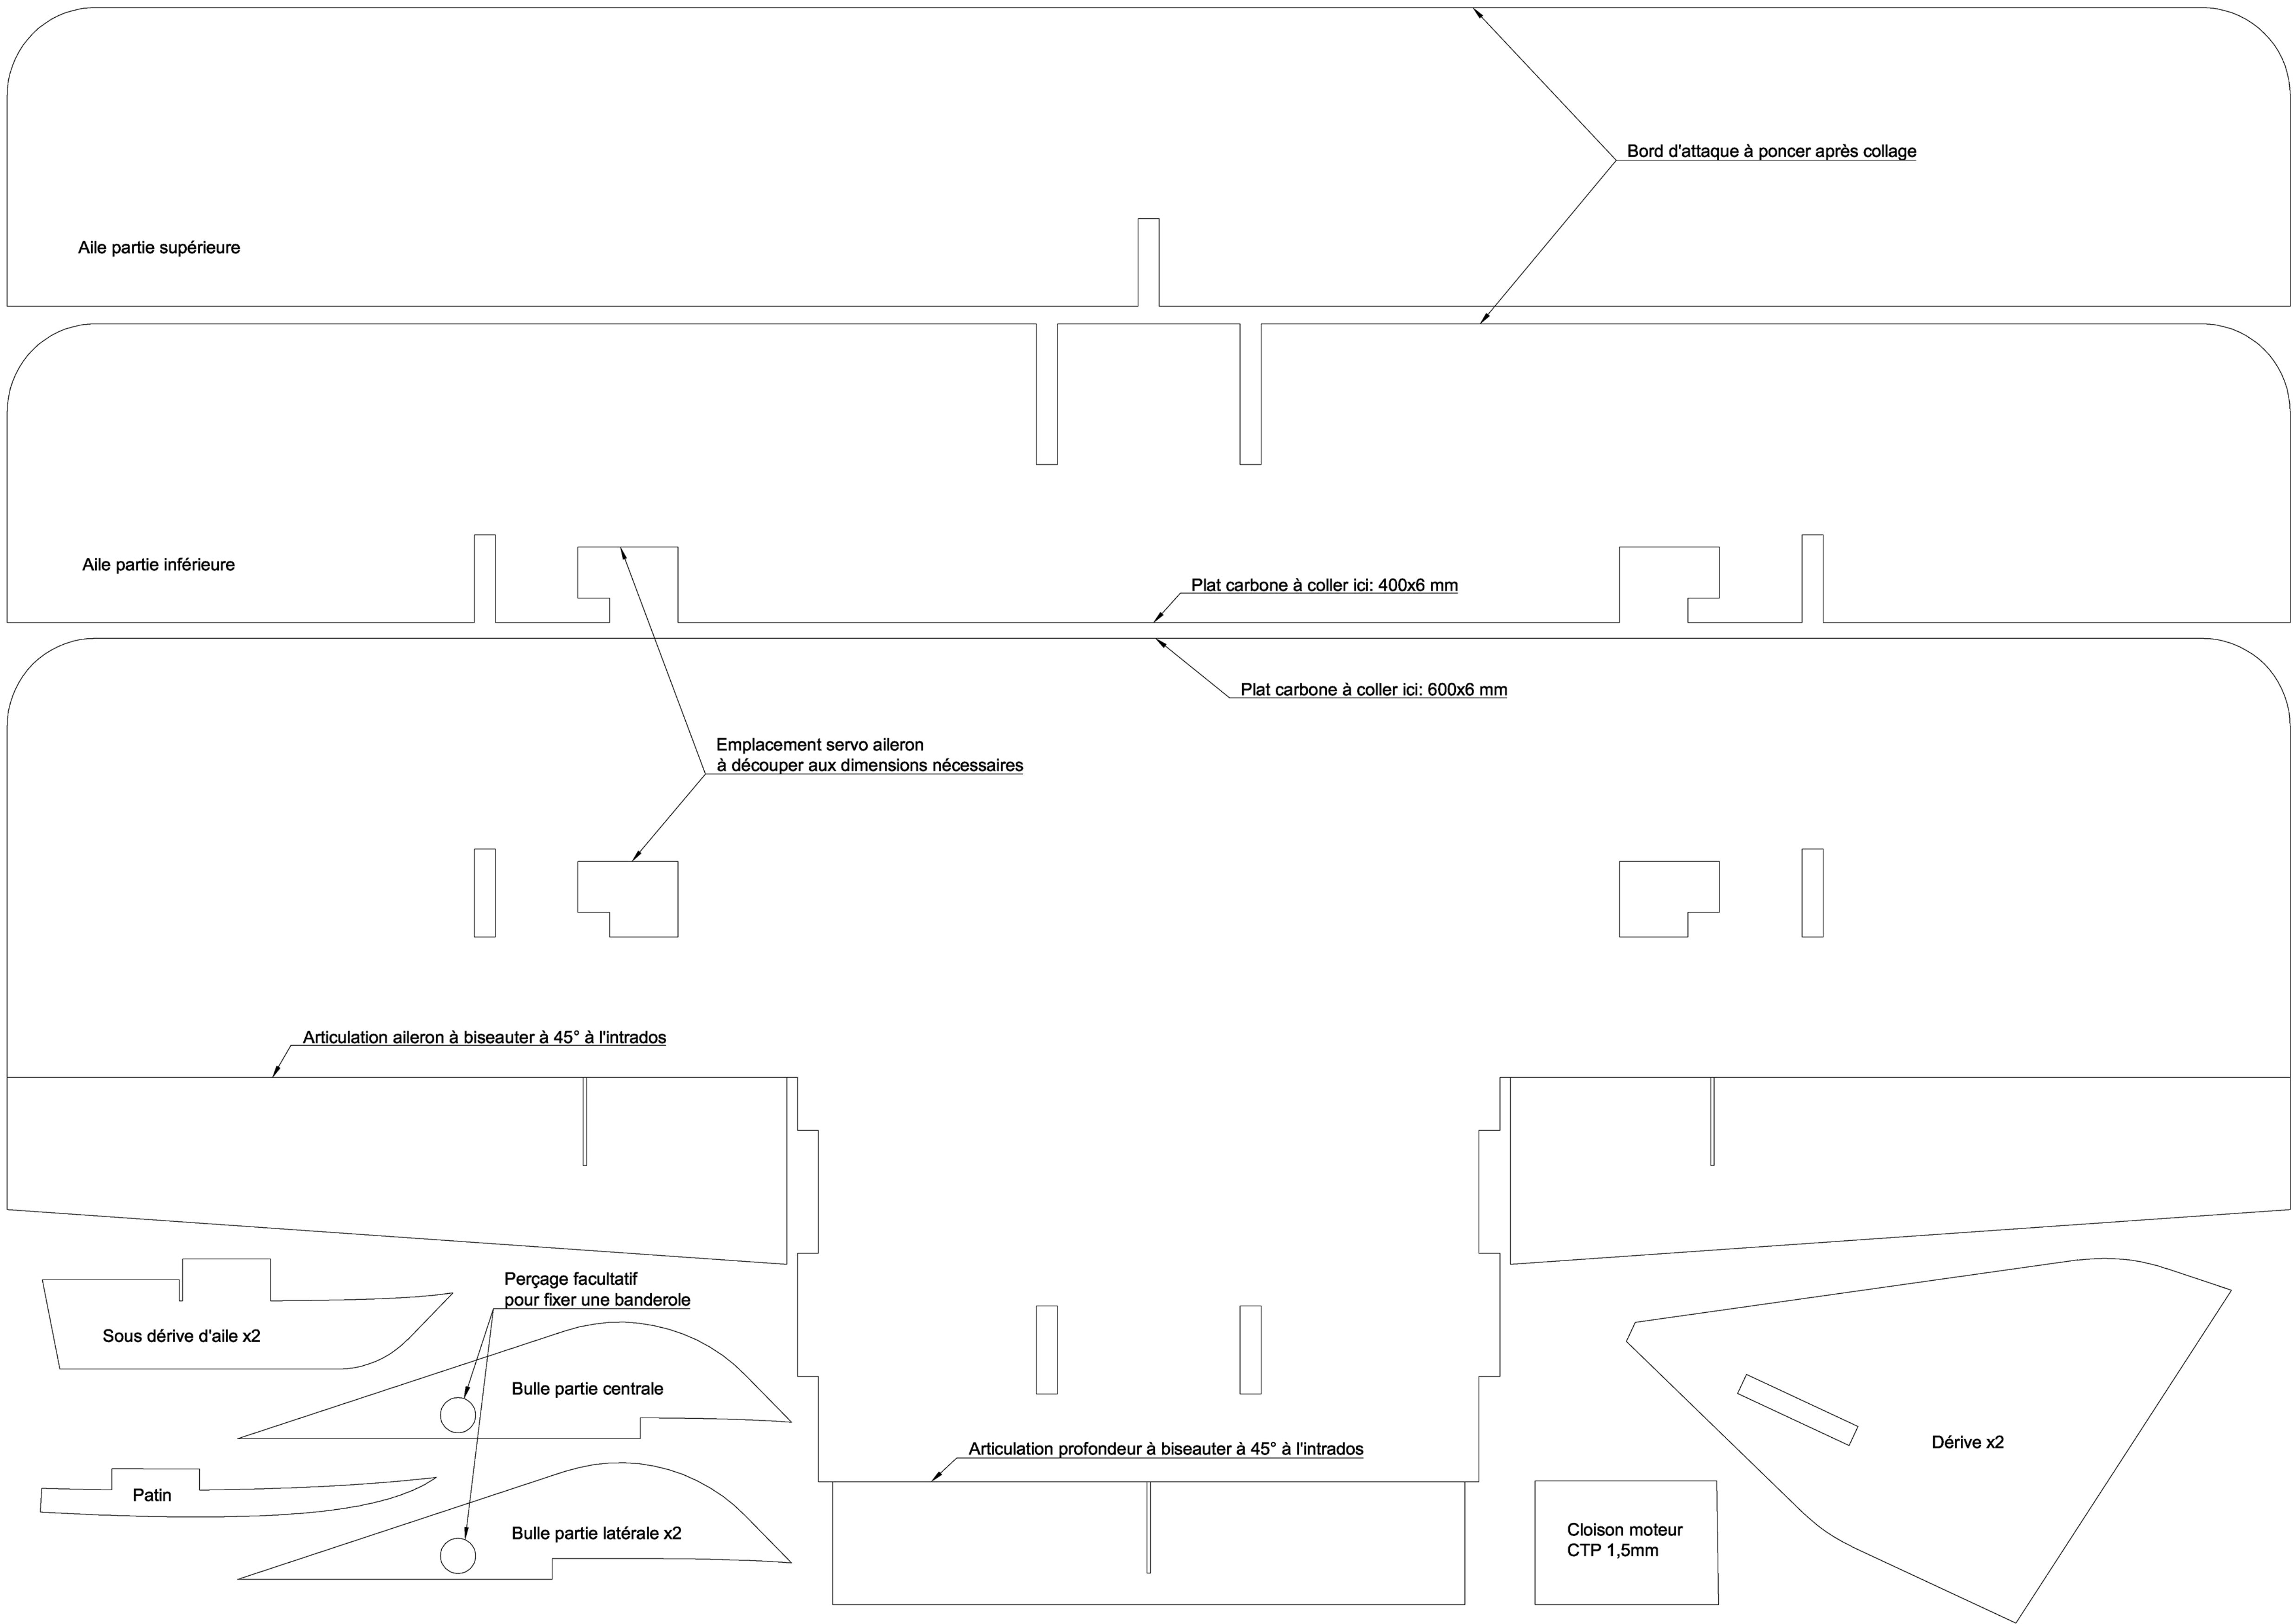 Bord d'attaque à poncer après collage
Aile partie supérieure
Aile partie inférieure
Plat carbone à coller ici: 400x6 mm
Plat carbone à coller ici: 600x6 mm
Emplacement servo aileron
à découper aux dimensions nécessaires
Articulation aileron à biseauter à 45° à l'intrados
Perçage facultatif
pour fixer une banderole
Sous dérive d'aile x2
Bulle partie centrale
Articulation profondeur à biseauter à 45° à l'intrados
Dérive x2
Patin
Bulle partie latérale x2
Cloison moteur
CTP 1,5mm